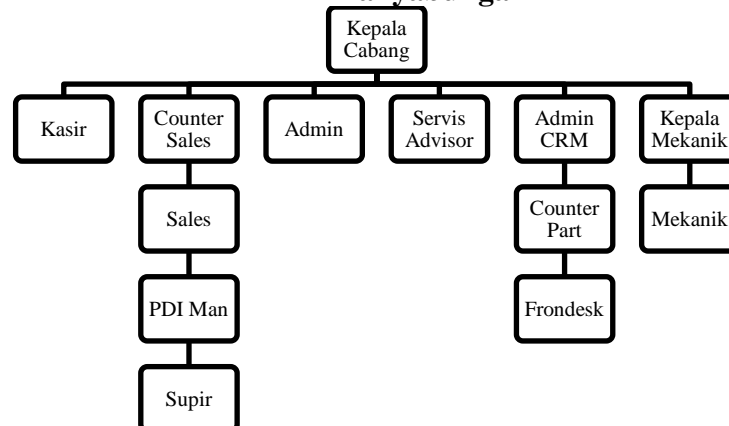 Kepala
Cabang
Kasir
Counter
Sales
Admin
Servis
Advisor
Admin
CRM
Kepala
Mekanik
Sales
Counter
Part
Mekanik
PDI Man
Frondesk
Supir